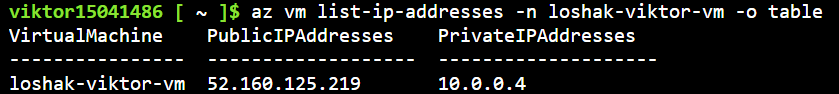 viktor15041486 [ ~ ]$ az vm list-ip-addresses -n loshak-viktor-vm -o table
VirtualMachine    PublicIPAddresses    PrivateIPAddresses
----------------  -------------------  --------------------
loshak-viktor-vm  52.160.125.219       10.0.0.4